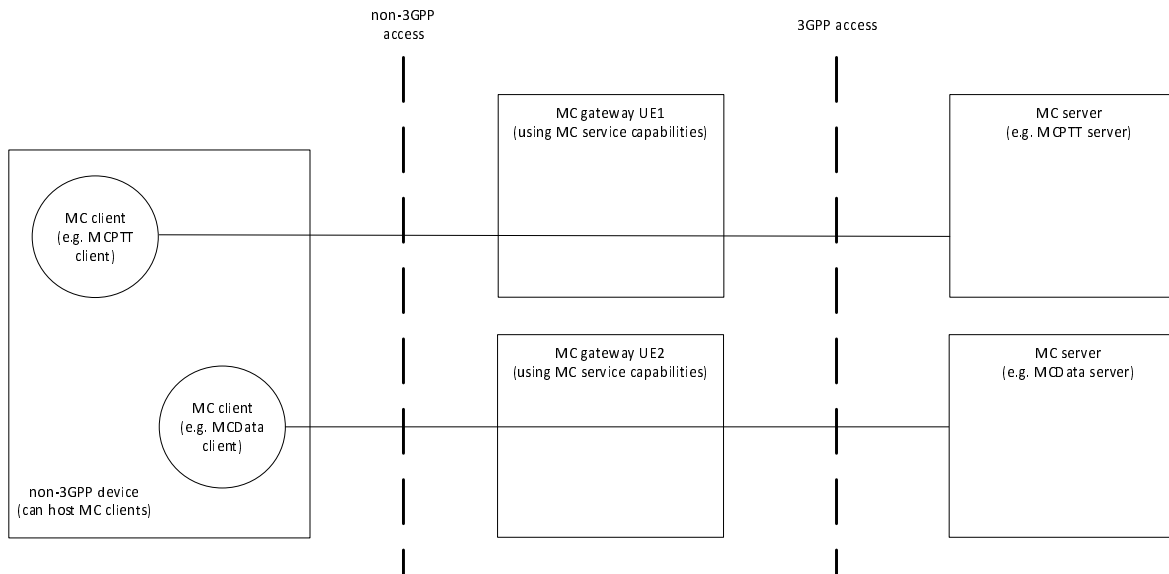 non-3GPP
access
3GPP access
MC gateway UE1
(using MC service capabilities)
MC server
(e.g. MCPTT server)
MC client
(e.g. MCPTT
client)
MC gateway UE2
(using MC service capabilities)
MC server
(e.g. MCData server)
MC client
(e.g. MCData
client)
non-3GPP device
(can host MC clients)